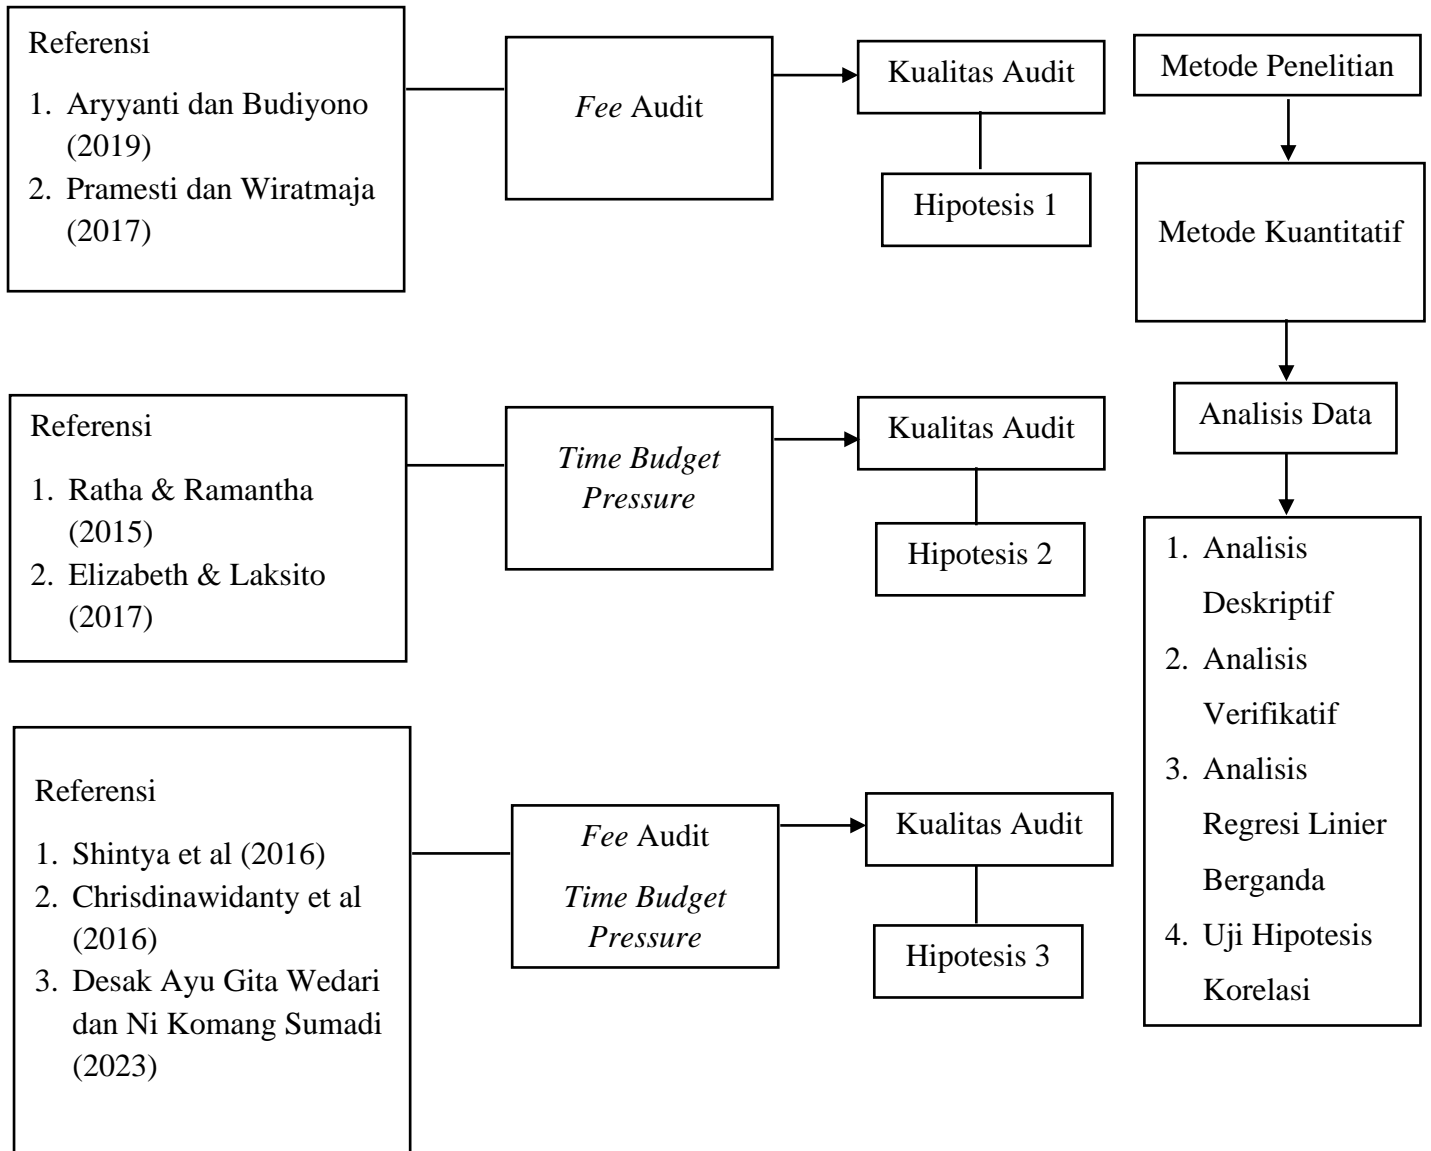 Referensi
1. Aryyanti dan Budiyono
(2019)
2. Pramesti dan Wiratmaja
(2017)
Fee Audit
Kualitas Audit
Hipotesis 1
Referensi
1. Ratha & Ramantha
(2015)
2. Elizabeth & Laksito
(2017)
Time Budget
Pressure
Kualitas Audit
Hipotesis 2
Referensi
1. Shintya et al (2016)
2. Chrisdinawidanty et al
(2016)
3. Desak Ayu Gita Wedari
dan Ni Komang Sumadi
(2023)
Fee Audit
Time Budget
Pressure
Kualitas Audit
Hipotesis 3
Metode Penelitian
Metode Kuantitatif
Analisis Data
1. Analisis
Deskriptif
2. Analisis
Verifikatif
3. Analisis
Regresi Linier
Berganda
4. Uji Hipotesis
Korelasi